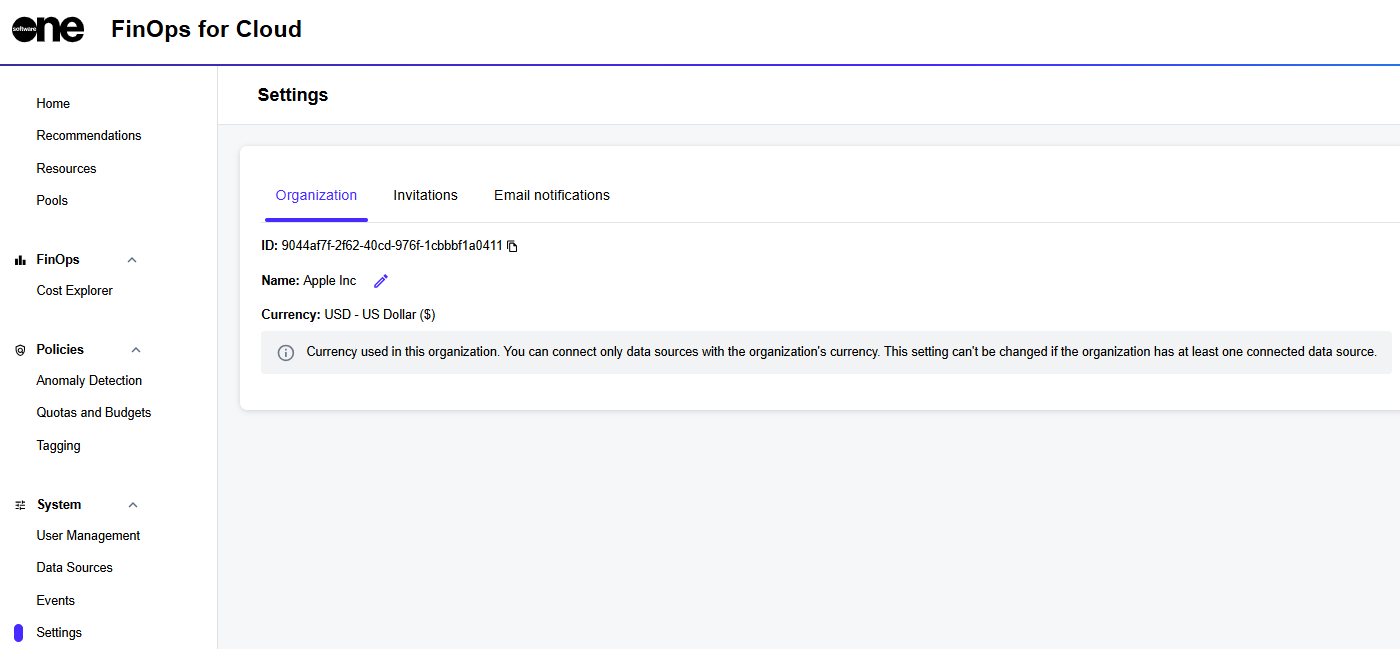 software
one
FinOps for Cloud
Home
Recommendations
Resources
Pools
FinOps
Cost Explorer
Policies
Anomaly Detection
Quotas and Budgets
Tagging
System
User Management
Data Sources
Events
Settings
Settings
Organization Invitations Email notifications
ID: 9044af7f-2f62-40cd-976f-1cbbbf1a0411
Name: Apple Inc
Currency: USD - US Dollar ($)
Currency used in this organization. You can connect only data sources with the organization's currency. This setting can't be changed if the organization has at least one connected data source.